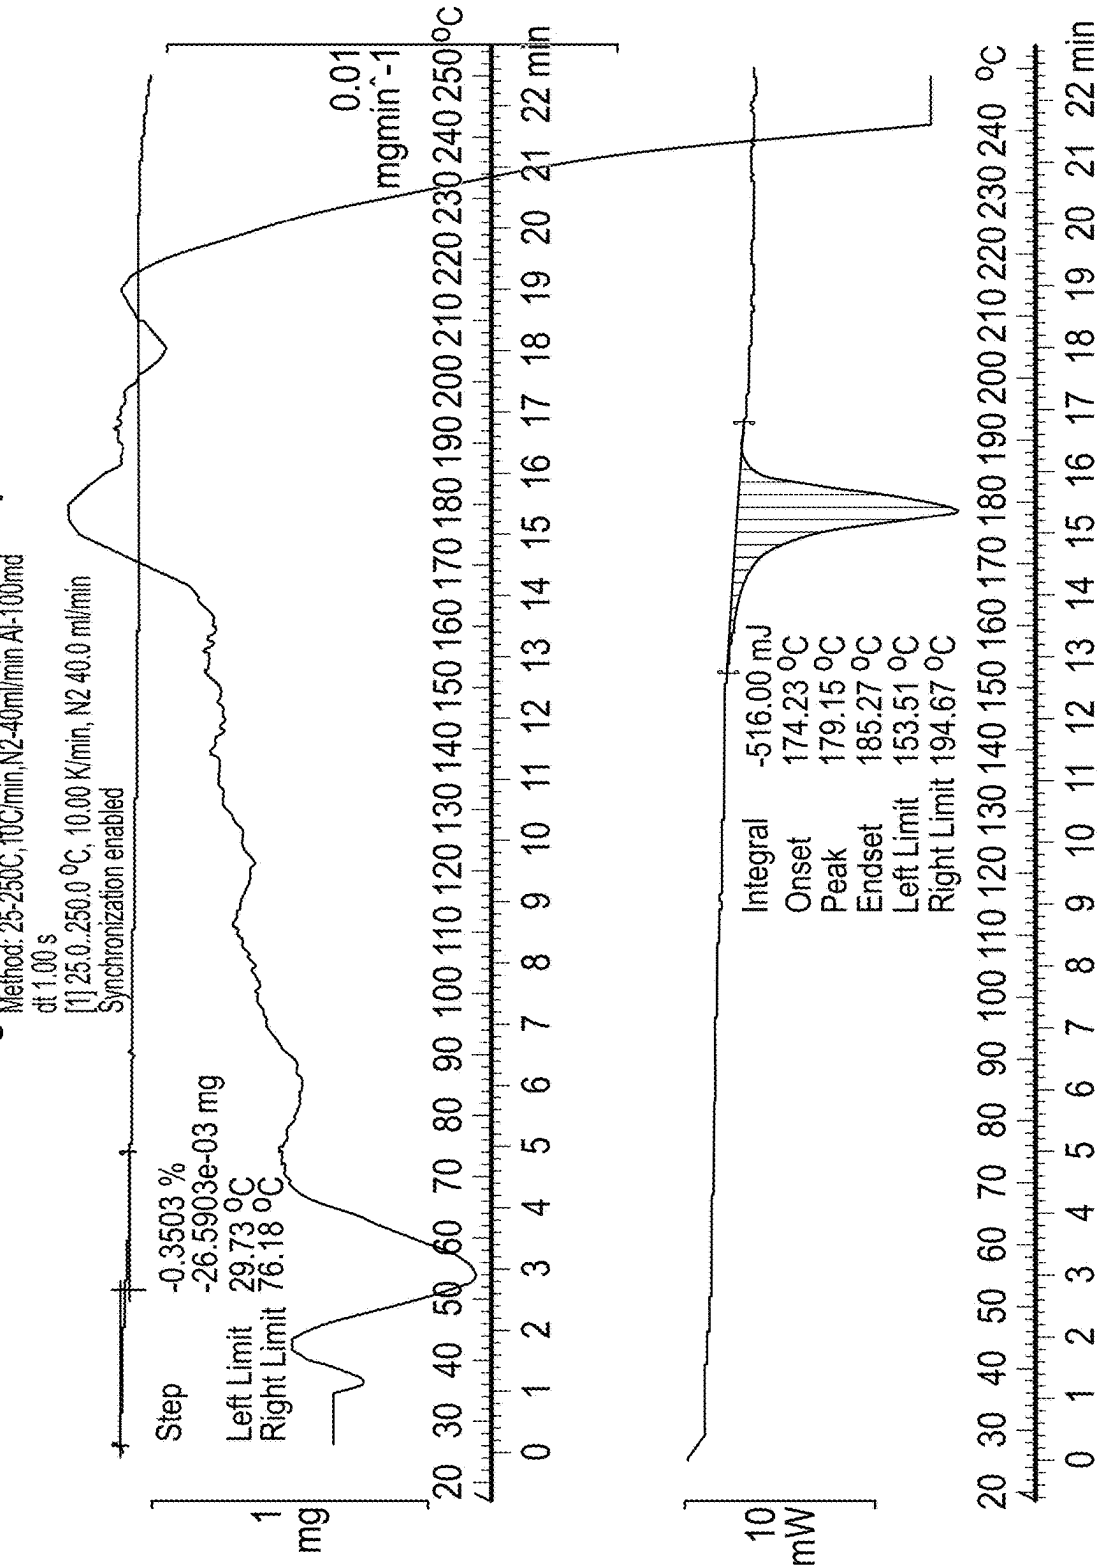 Method: 25-250C,10C/min,N2-40ml/min Al-100md
dt 1.00 s
[1] 25.0..250.0 °C, 10.00 K/min, N2 40.0 ml/min
Synchronization enabled
Step
-0.3503 %
-26.5903e-03 mg
Left Limit 29.73 °C
Right Limit 76.18 °C
1
mg
0.01
mgmin^-1
20 30 40 50 60 70 80 90 100 110 120 130 140 150 160 170 180 190 200 210 220 230 240 250 °C
0 1 2 3 4 5 6 7 8 9 10 11 12 13 14 15 16 17 18 19 20 21 22 min
Integral -516.00 mJ
Onset 174.23 °C
Peak 179.15 °C
Endset 185.27 °C
Left Limit 153.51 °C
Right Limit 194.67 °C
10
mW
20 30 40 50 60 70 80 90 100 110 120 130 140 150 160 170 180 190 200 210 220 230 240 °C
0 1 2 3 4 5 6 7 8 9 10 11 12 13 14 15 16 17 18 19 20 21 22 min